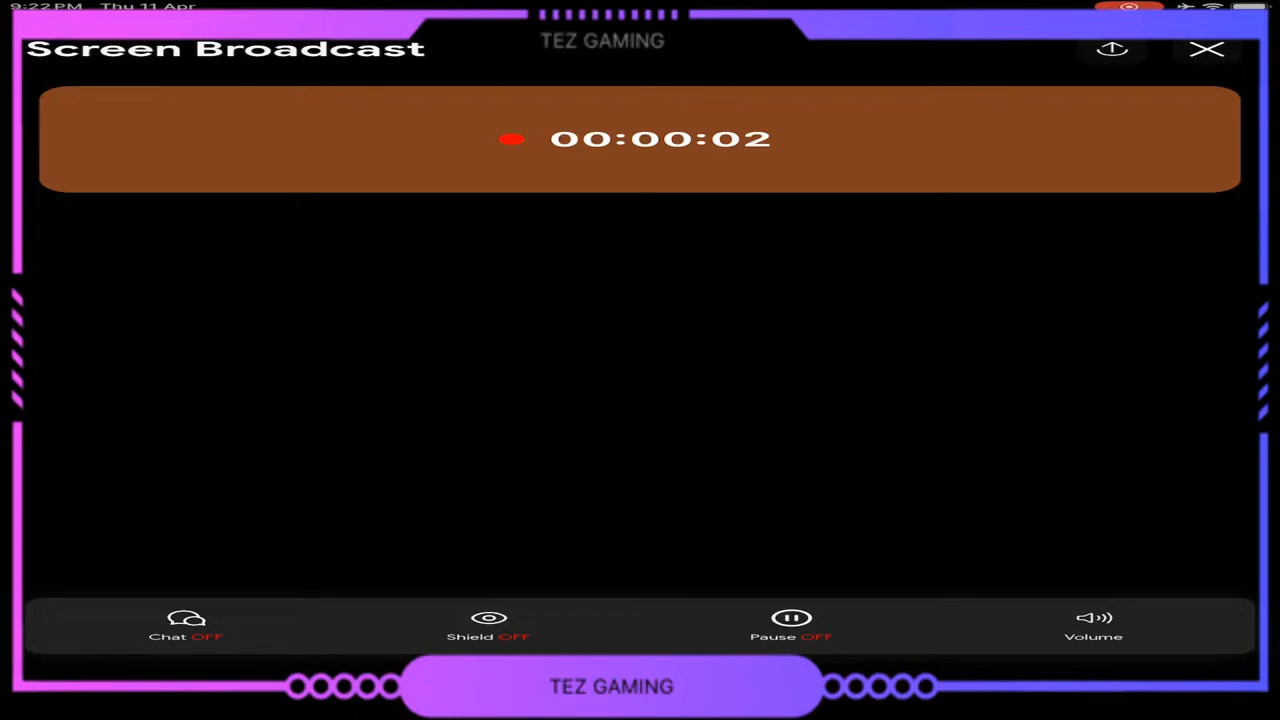 9:22 PM Thu 11 Apr
TEZ GAMING
Screen Broadcast
00:00:02
Chat OFF
Shield OFF
Pause OFF
Volume
TEZ GAMING